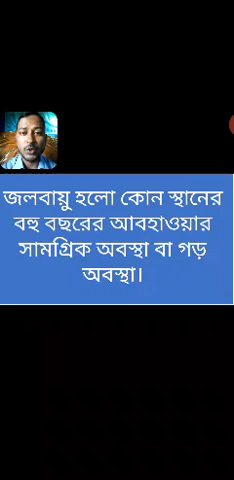 জলবায়ু হলো কোন স্থানের
বহু বছরের আবহাওয়ার
সামগ্রিক অবস্থা বা গড়
অবস্থা।